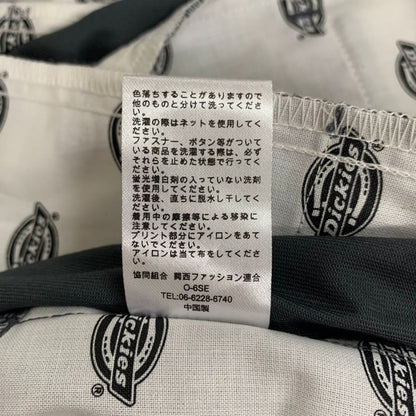 色落ちすることがありますので
他のものと分けて洗ってくだ
さい。
洗濯の際はネットを使用してく
ださい。
ファスナー、ボタン等がついて
いる商品を洗濯する際は、必ず
それらを止めた状態で行ってく
ださい。
蛍光増白剤の入っていない洗剤
を使用してください。
洗濯後、直ちに脱水し干してく
ださい。
着用中の摩擦等による移染に
注意してください。
プリント部分にアイロンをあて
ないでください。
アイロンは当て布をしてくださ
い。
協同組合 関西ファッション連合
O-6SE
TEL:06-6228-6740
中国製
Dickies
Dickies
Dickies
Dickies